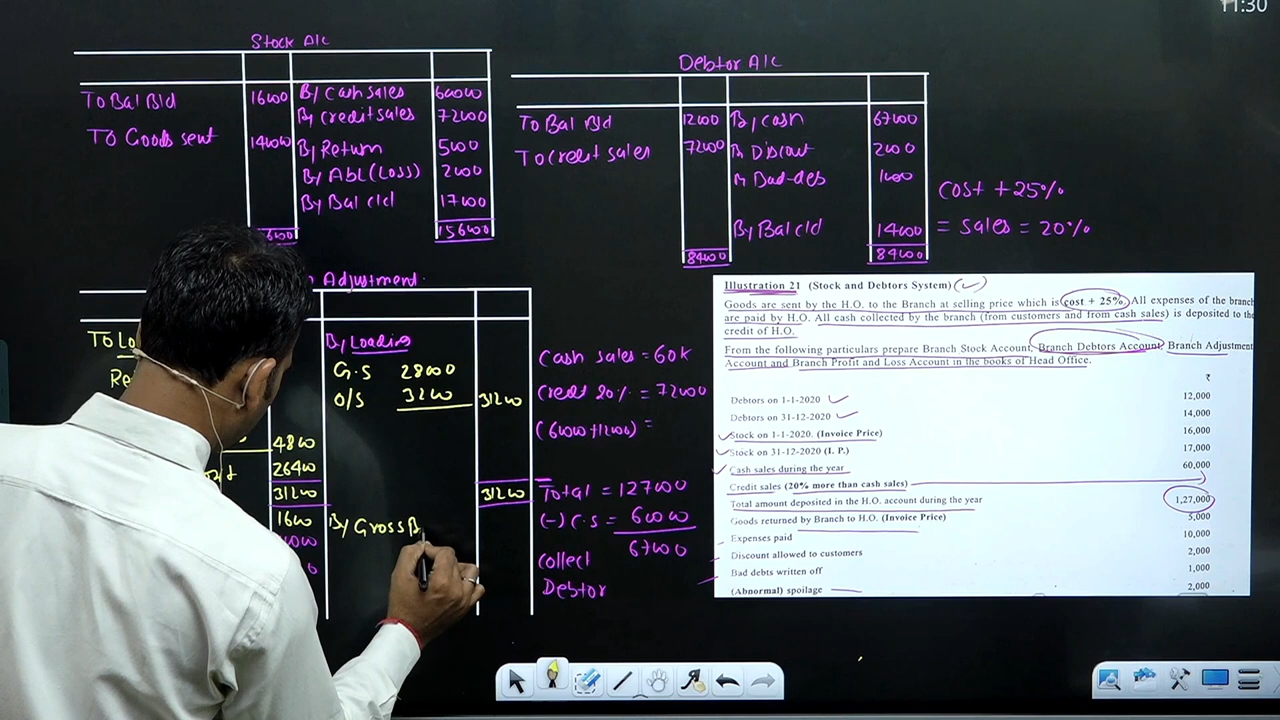 11:30
Stock A/c
To Bal B/d 16000 By Cash sales 60000
By Credit sales 72000
To Goods sent 14000 By Return 5000
By Abl (Loss) 2000
By Bal c/d 17000
156000
Debtor A/c
To Bal B/d 12000 By cash 67000
To credit sales 72000 By Discout 2000
By Bad-deb 1000
By Bal c/d 14000
84000 84000
Cost + 25%
= sales = 20%
Adjustment
By Loading
G.S 28000
O/S 3200 31200
4800
26400
31200 31200
1600 By Gross
Cash sales = 60k
Credit 20% = 72000
(60000+12000) =
Total = 127000
(-) C.S = 60000
67000
collect
Debtor
Illustration 21 (Stock and Debtors System)
Goods are sent by the H.O. to the Branch at selling price which is cost + 25%. All expenses of the branch
are paid by H.O. All cash collected by the branch (from customers and from cash sales) is deposited to the
credit of H.O.
From the following particulars prepare Branch Stock Account, Branch Debtors Account, Branch Adjustment
Account and Branch Profit and Loss Account in the books of Head Office.
₹
Debtors on 1-1-2020 12,000
Debtors on 31-12-2020 14,000
Stock on 1-1-2020. (Invoice Price) 16,000
Stock on 31-12-2020 (I. P.) 17,000
Cash sales during the year 60,000
Credit sales (20% more than cash sales)
Total amount deposited in the H.O. account during the year 1,27,000
Goods returned by Branch to H.O. (Invoice Price) 5,000
Expenses paid 10,000
Discount allowed to customers 2,000
Bad debts written off 1,000
(Abnormal) spoilage 2,000